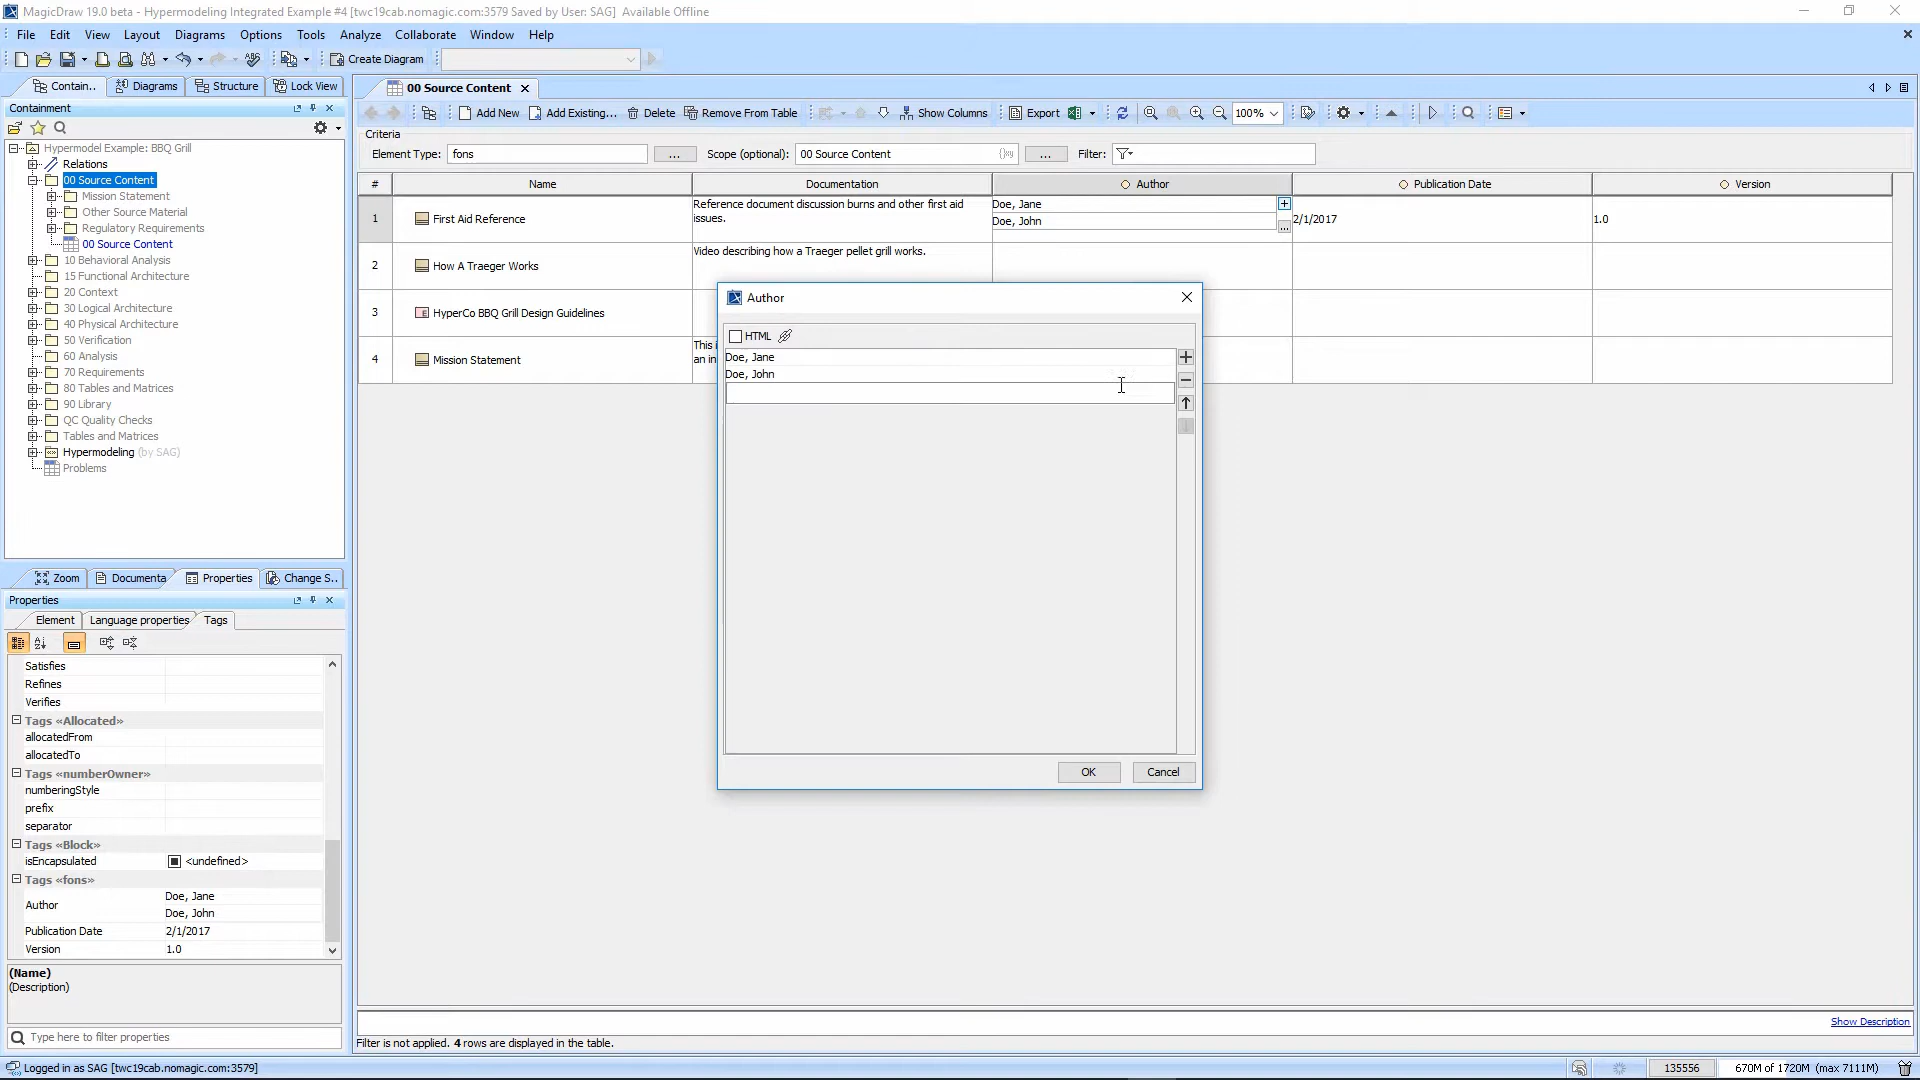 MagicDraw 19.0 beta - Hypermodeling Integrated Example #4 [twc19cab.nomagic.com:3579 Saved by User: SAG]   Available Offline
File Edit View Layout Diagrams Options Tools Analyze Collaborate Window Help
Create Diagram
Contain.. Diagrams Structure Lock View
00 Source Content
Containment
Add New Add Existing... Delete Remove From Table Show Columns Export 100%
Criteria
Element Type: fons ... Scope (optional): 00 Source Content ... Filter:
Hypermodel Example: BBQ Grill
Relations
00 Source Content
Mission Statement
Other Source Material
Regulatory Requirements
00 Source Content
10 Behavioral Analysis
15 Functional Architecture
20 Context
30 Logical Architecture
40 Physical Architecture
50 Verification
60 Analysis
70 Requirements
80 Tables and Matrices
90 Library
QC Quality Checks
Tables and Matrices
Hypermodeling (by SAG)
Problems
# Name Documentation Author Publication Date Version
1 First Aid Reference Reference document discussion burns and other first aid issues. Doe, Jane
Doe, John ... 2/1/2017 1.0
2 How A Traeger Works Video describing how a Traeger pellet grill works.
3 E HyperCo BBQ Grill Design Guidelines
4 Mission Statement This i
an in
Author
HTML
Doe, Jane
Doe, John
OK Cancel
Zoom Documenta Properties Change S..
Properties
Element Language properties Tags
Satisfies
Refines
Verifies
Tags «Allocated»
allocatedFrom
allocatedTo
Tags «numberOwner»
numberingStyle
prefix
separator
Tags «Block»
isEncapsulated <undefined>
Tags «fons»
Author Doe, Jane
Doe, John
Publication Date 2/1/2017
Version 1.0
(Name)
(Description)
Type here to filter properties
Show Description
Filter is not applied. 4 rows are displayed in the table.
Logged in as SAG [twc19cab.nomagic.com:3579] 135556 670M of 1720M (max 7111M)